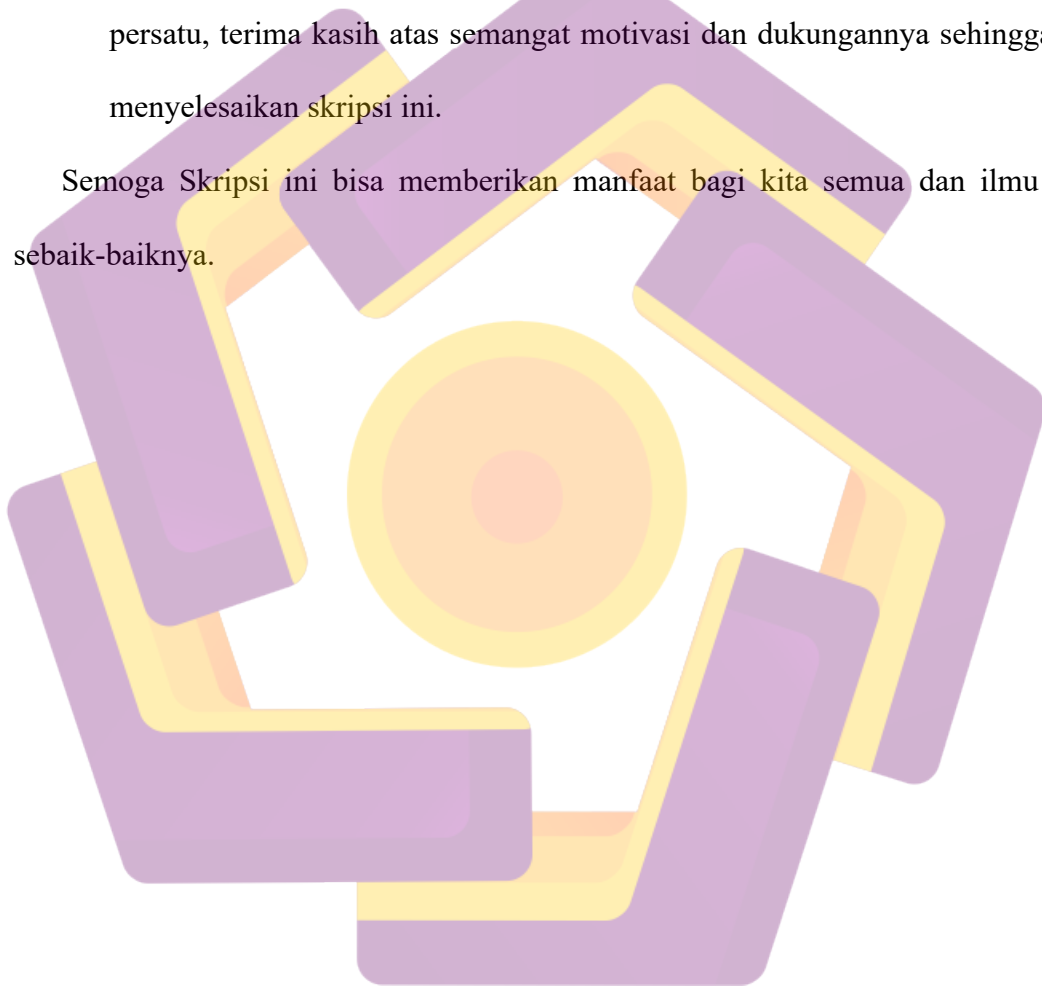 persatu, terima kasih atas semangat motivasi dan dukungannya sehingga
menyelesaikan skripsi ini.
Semoga Skripsi ini bisa memberikan manfaat bagi kita semua dan ilmu
sebaik-baiknya.